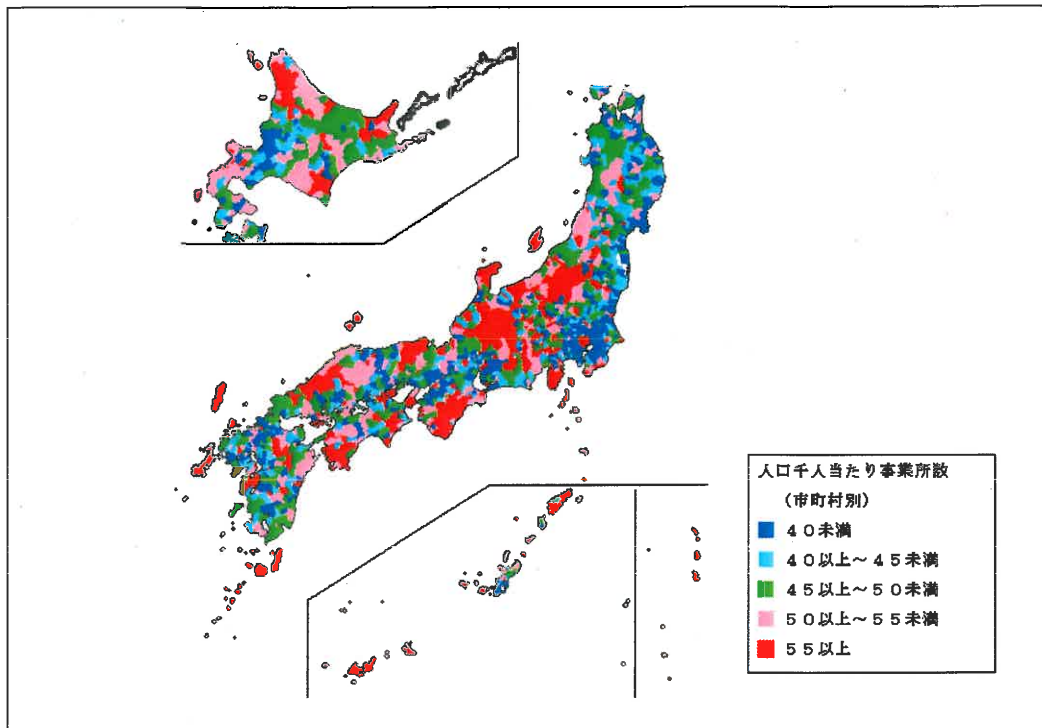 人口千人当たり事業所数
(市町村別)
４０未満
４０以上～４５未満
４５以上～５０未満
５０以上～５５未満
５５以上